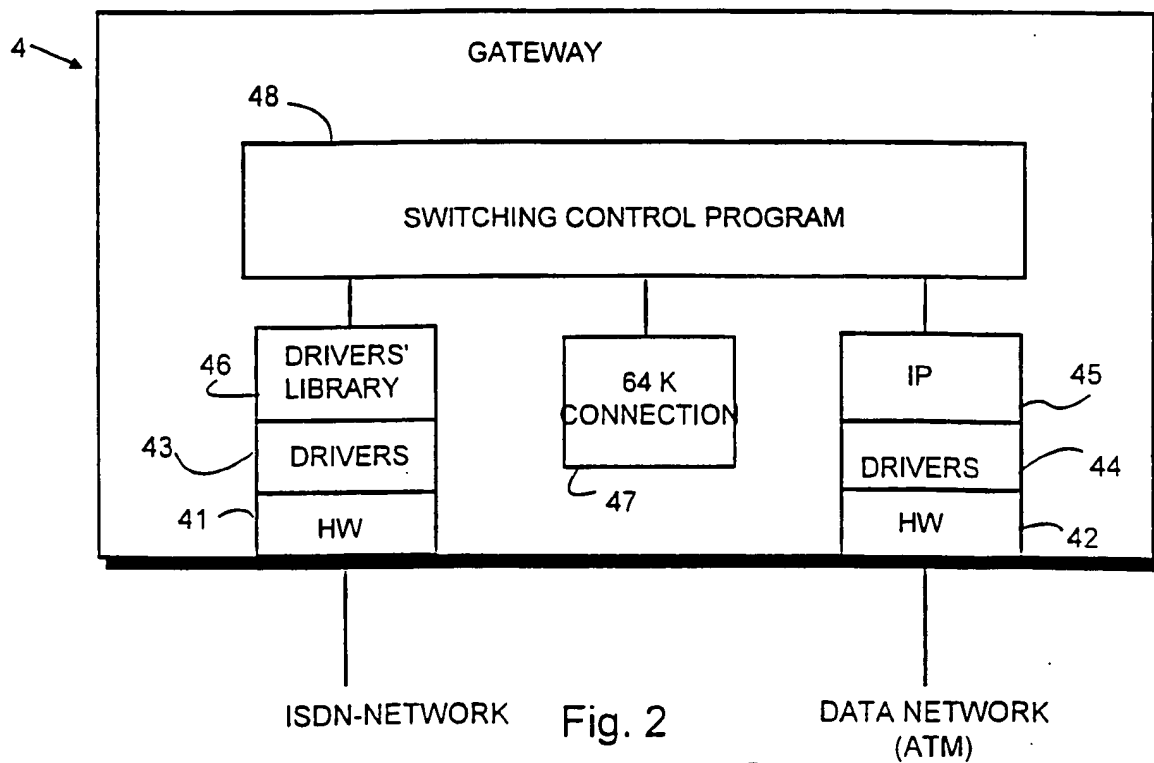 4
GATEWAY
48
SWITCHING CONTROL PROGRAM
DRIVERS'
LIBRARY
46
64 K
CONNECTION
IP
45
43
DRIVERS
DRIVERS
44
47
41
HW
HW
42
ISDN-NETWORK
Fig. 2
DATA NETWORK
(ATM)